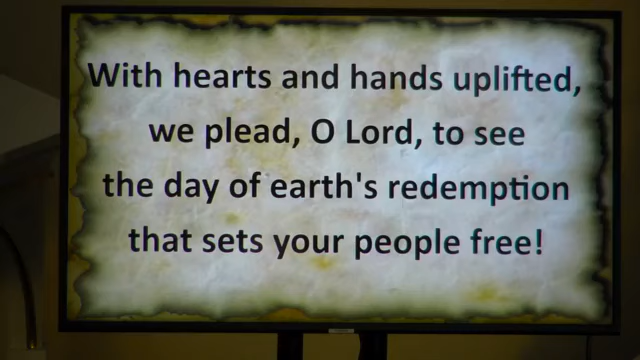 With hearts and hands uplifted,
we plead, O Lord, to see
the day of earth's redemption
that sets your people free!